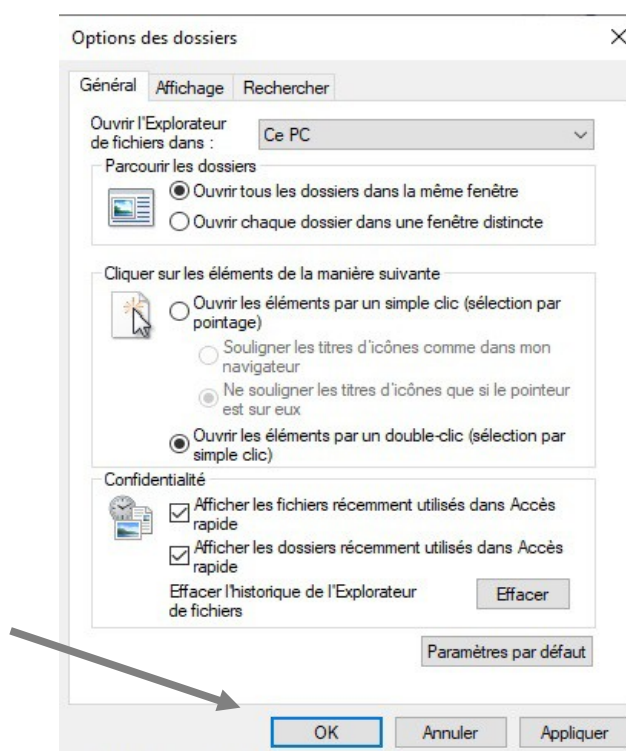 Options des dossiers
Général Affichage Rechercher
Ouvrir l'Explorateur
de fichiers dans :
Ce PC
Parcourir les dossiers
Ouvrir tous les dossiers dans la même fenêtre
Ouvrir chaque dossier dans une fenêtre distincte
Cliquer sur les éléments de la manière suivante
Ouvrir les éléments par un simple clic (sélection par
pointage)
Souligner les titres d'icônes comme dans mon
navigateur
Ne souligner les titres d'icônes que si le pointeur
est sur eux
Ouvrir les éléments par un double-clic (sélection par
simple clic)
Confidentialité
Afficher les fichiers récemment utilisés dans Accès
rapide
Afficher les dossiers récemment utilisés dans Accès
rapide
Effacer l'historique de l'Explorateur
de fichiers
Effacer
Paramètres par défaut
OK Annuler Appliquer